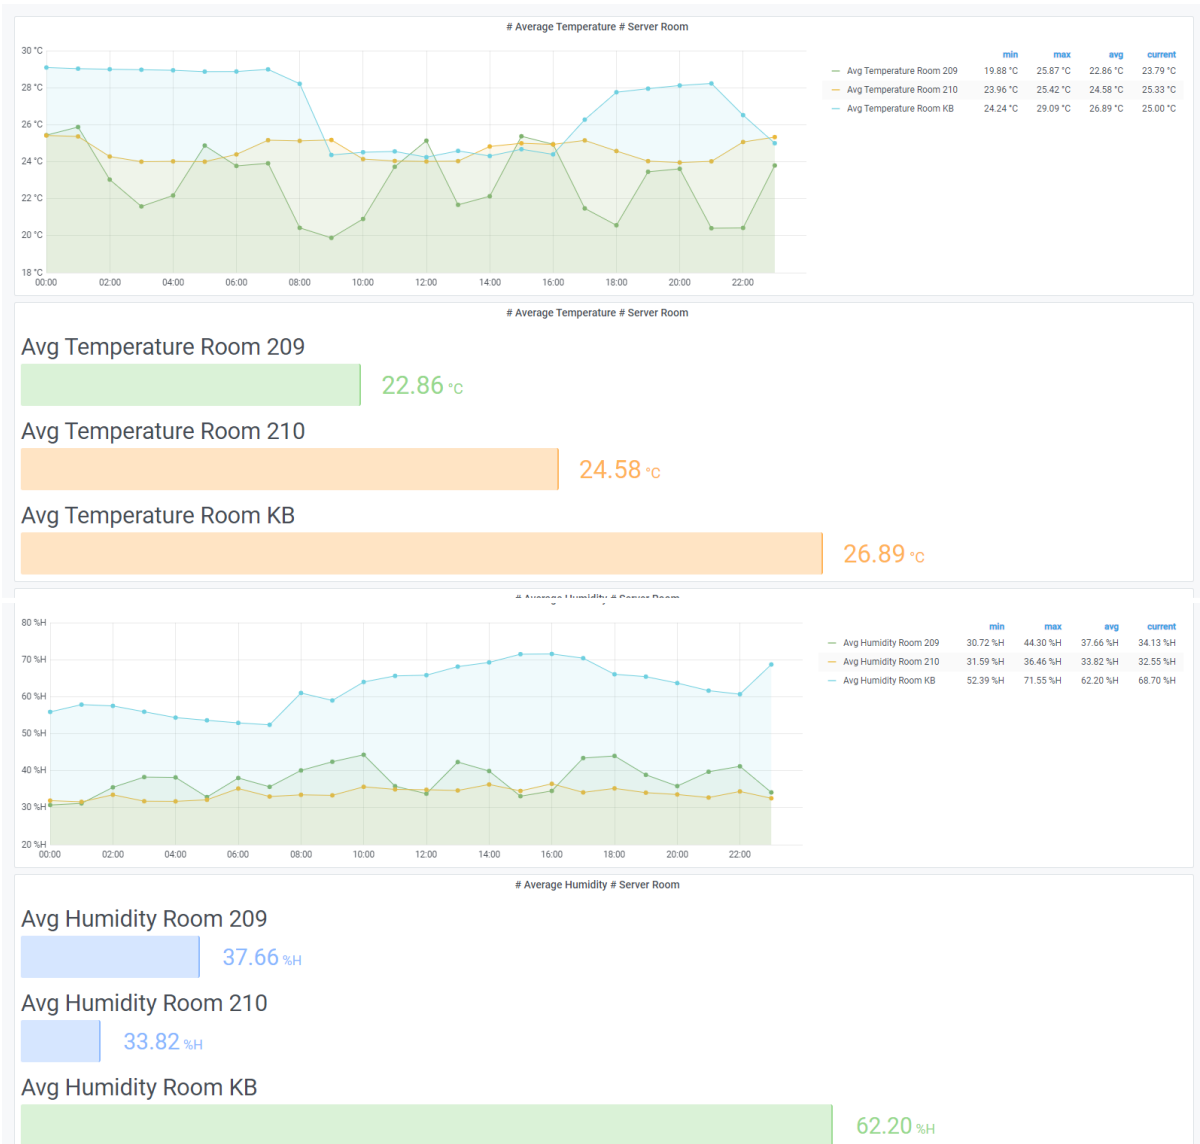 # Average Temperature # Server Room
30 °C
28 °C
26 °C
24 °C
22 °C
20 °C
18 °C
00:00 02:00 04:00 06:00 08:00 10:00 12:00 14:00 16:00 18:00 20:00 22:00
min max avg current
Avg Temperature Room 209 19.88 °C 25.87 °C 22.86 °C 23.79 °C
Avg Temperature Room 210 23.96 °C 25.42 °C 24.58 °C 25.33 °C
Avg Temperature Room KB 24.24 °C 29.09 °C 26.89 °C 25.00 °C
# Average Temperature # Server Room
Avg Temperature Room 209
22.86 °C
Avg Temperature Room 210
24.58 °C
Avg Temperature Room KB
26.89 °C
# Average Humidity # Server Room
80 %H
70 %H
60 %H
50 %H
40 %H
30 %H
20 %H
00:00 02:00 04:00 06:00 08:00 10:00 12:00 14:00 16:00 18:00 20:00 22:00
min max avg current
Avg Humidity Room 209 30.72 %H 44.30 %H 37.66 %H 34.13 %H
Avg Humidity Room 210 31.59 %H 36.46 %H 33.82 %H 32.55 %H
Avg Humidity Room KB 52.39 %H 71.55 %H 62.20 %H 68.70 %H
# Average Humidity # Server Room
Avg Humidity Room 209
37.66 %H
Avg Humidity Room 210
33.82 %H
Avg Humidity Room KB
62.20 %H